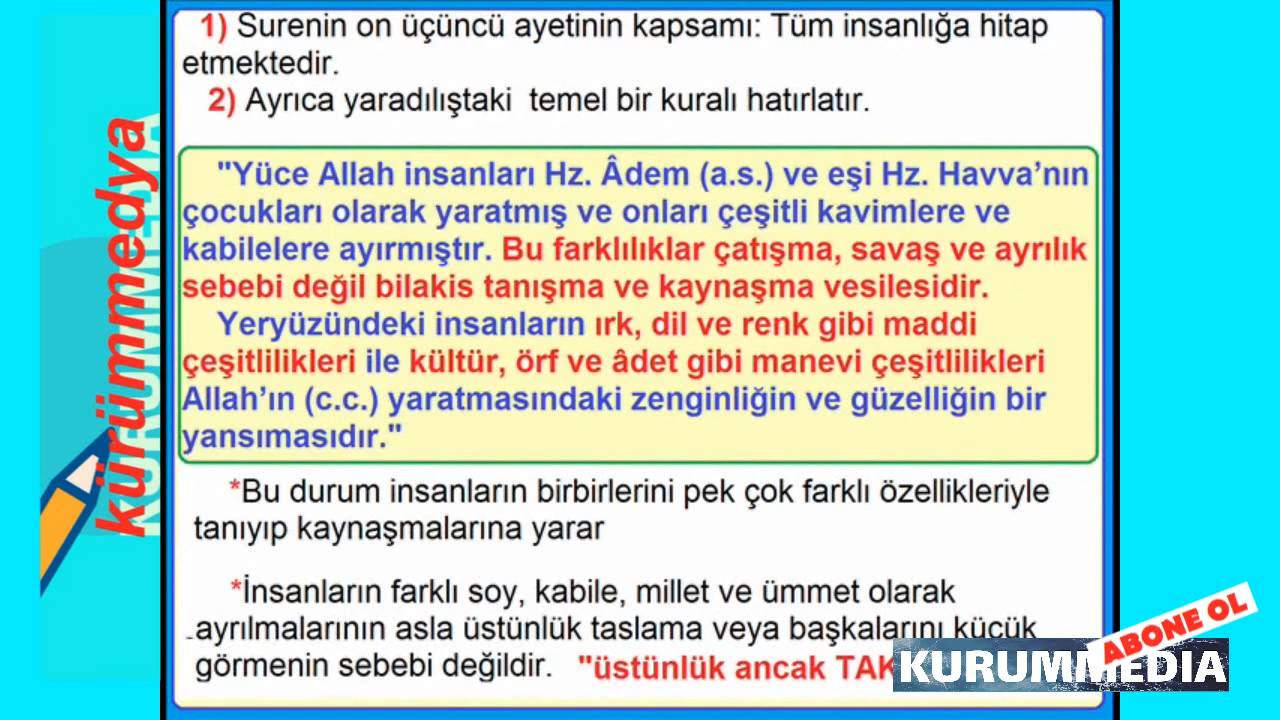 1) Surenin on üçüncü ayetinin kapsamı: Tüm insanlığa hitap
etmektedir.
2) Ayrıca yaradılıştaki temel bir kuralı hatırlatır.
"Yüce Allah insanları Hz. Âdem (a.s.) ve eşi Hz. Havva’nın
çocukları olarak yaratmış ve onları çeşitli kavimlere ve
kabilelere ayırmıştır. Bu farklılıklar çatışma, savaş ve ayrılık
sebebi değil bilakis tanışma ve kaynaşma vesilesidir.
Yeryüzündeki insanların ırk, dil ve renk gibi maddi
çeşitlilikleri ile kültür, örf ve âdet gibi manevi çeşitlilikleri
Allah’ın (c.c.) yaratmasındaki zenginliğin ve güzelliğin bir
yansımasıdır."
*Bu durum insanların birbirlerini pek çok farklı özellikleriyle
tanıyıp kaynaşmalarına yarar
*İnsanların farklı soy, kabile, millet ve ümmet olarak
ayrılmalarının asla üstünlük taslama veya başkalarını küçük
görmenin sebebi değildir. "üstünlük ancak
kürümmedya
ABONE OL
KURUMMEDIA